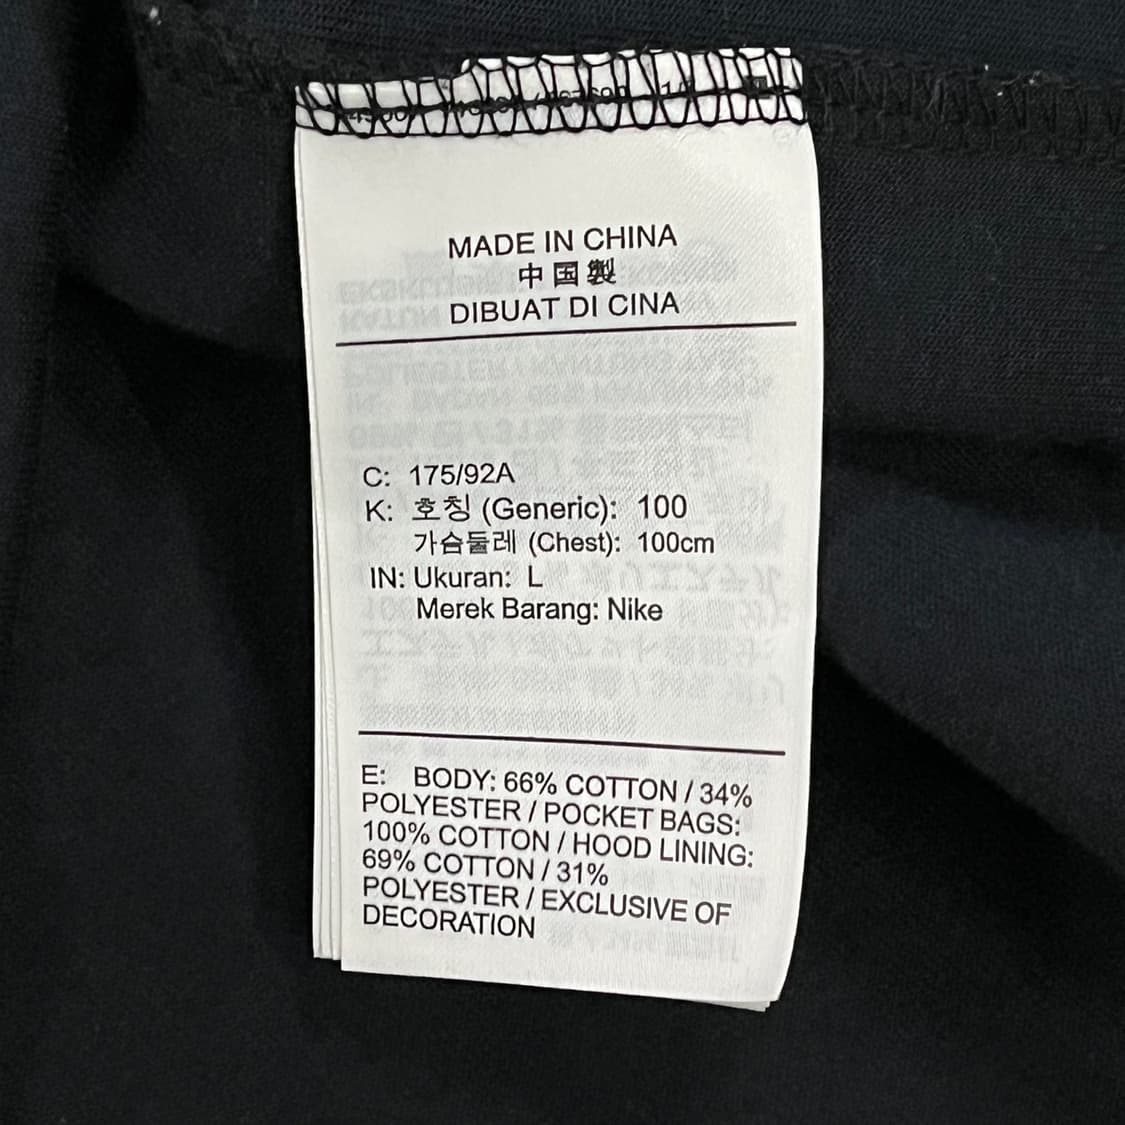 MADE IN CHINA
中国製
DIBUAT DI CINA
C: 175/92A
K: 호칭 (Generic): 100
가슴둘레 (Chest): 100cm
IN: Ukuran: L
Merek Barang: Nike
E: BODY: 66% COTTON / 34%
POLYESTER / POCKET BAGS:
100% COTTON / HOOD LINING:
69% COTTON / 31%
POLYESTER / EXCLUSIVE OF
DECORATION